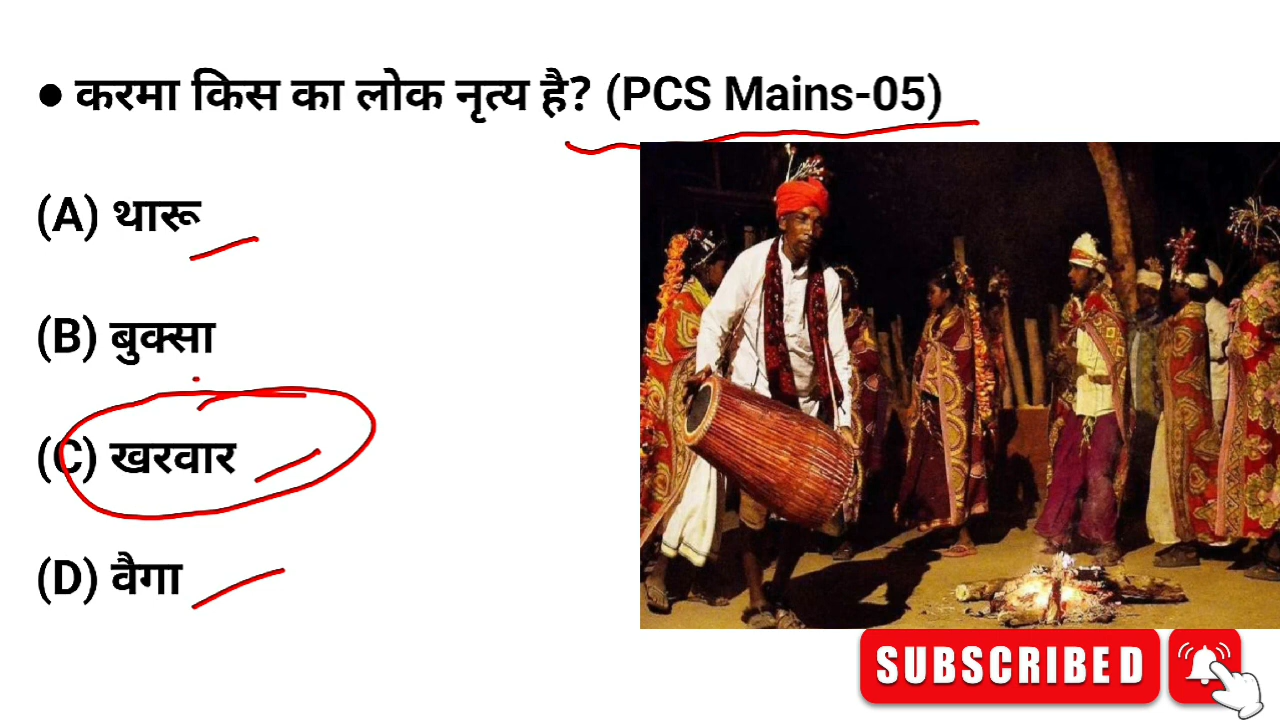 ● करमा किस का लोक नृत्य है? (PCS Mains-05)
(A) थारू
(B) बुक्सा
(C) खरवार
(D) वैगा
SUBSCRIBED